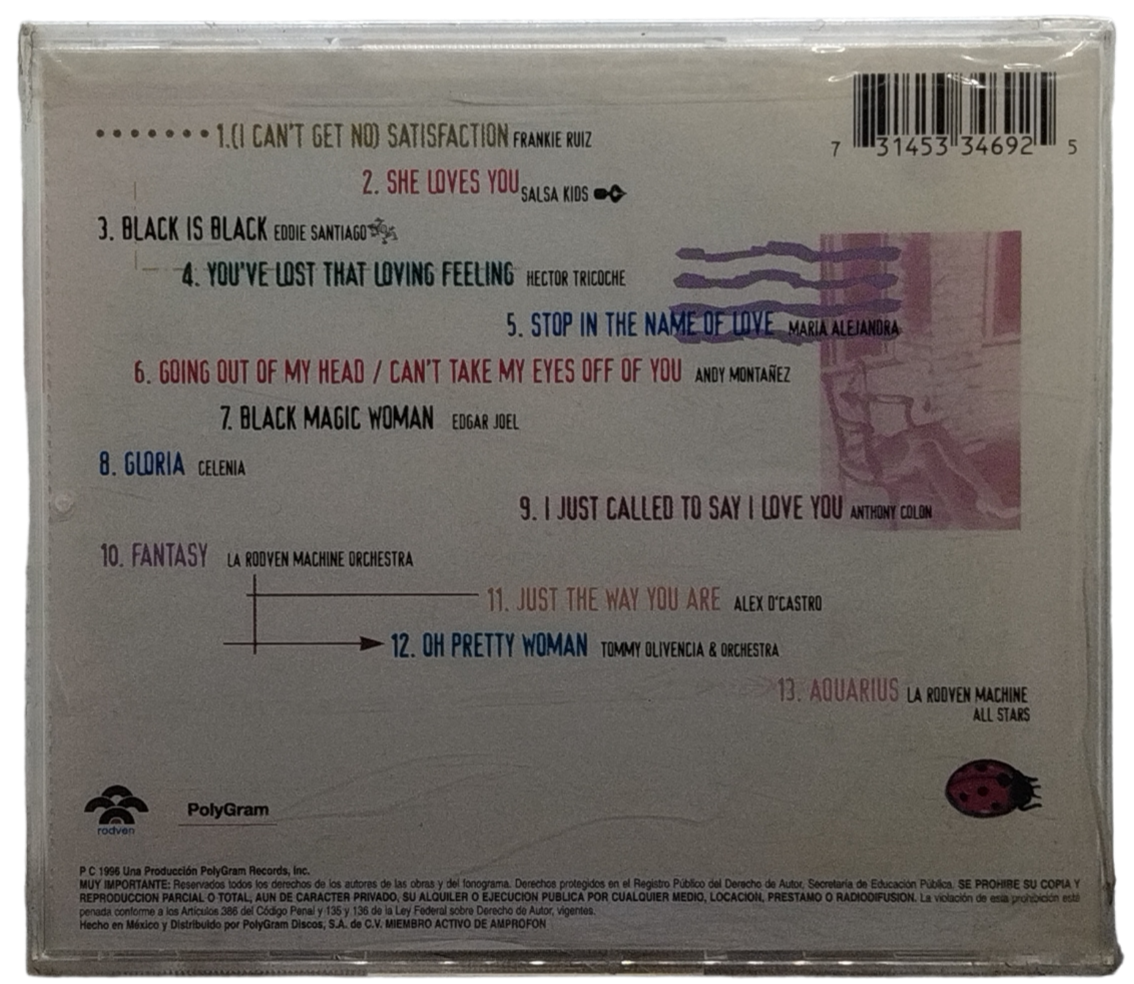 1.(I CAN'T GET NO) SATISFACTION FRANKIE RUIZ
7 31453 34692 5
2. SHE LOVES YOU SALSA KIDS
3. BLACK IS BLACK EDDIE SANTIAGO
4. YOU'VE LOST THAT LOVING FEELING HECTOR TRICOCHE
5. STOP IN THE NAME OF LOVE MARIA ALEJANDRA
6. GOING OUT OF MY HEAD / CAN'T TAKE MY EYES OFF OF YOU ANDY MONTAÑEZ
7. BLACK MAGIC WOMAN EDGAR JOEL
8. GLORIA CELENIA
9. I JUST CALLED TO SAY I LOVE YOU ANTHONY COLON
10. FANTASY LA RODVEN MACHINE ORCHESTRA
11. JUST THE WAY YOU ARE ALEX D'CASTRO
12. OH PRETTY WOMAN TOMMY OLIVENCIA & ORCHESTRA
13. AQUARIUS LA RODVEN MACHINE
ALL STARS
rodven
PolyGram
P C 1996 Una Producción PolyGram Records, Inc.
MUY IMPORTANTE: Reservados todos los derechos de los autores de las obras y del fonograma. Derechos protegidos en el Registro Público del Derecho de Autor, Secretaría de Educación Pública. SE PROHIBE SU COPIA Y
REPRODUCCION PARCIAL O TOTAL, AUN DE CARACTER PRIVADO, SU ALQUILER O EJECUCION PUBLICA POR CUALQUIER MEDIO, LOCACION, PRESTAMO O RADIODIFUSION. La violación de esta prohibición está
penada conforme a los Artículos 386 del Código Penal y 135 y 136 de la Ley Federal sobre Derecho de Autor, vigentes.
Hecho en México y Distribuido por PolyGram Discos, S.A. de C.V. MIEMBRO ACTIVO DE AMPROFON